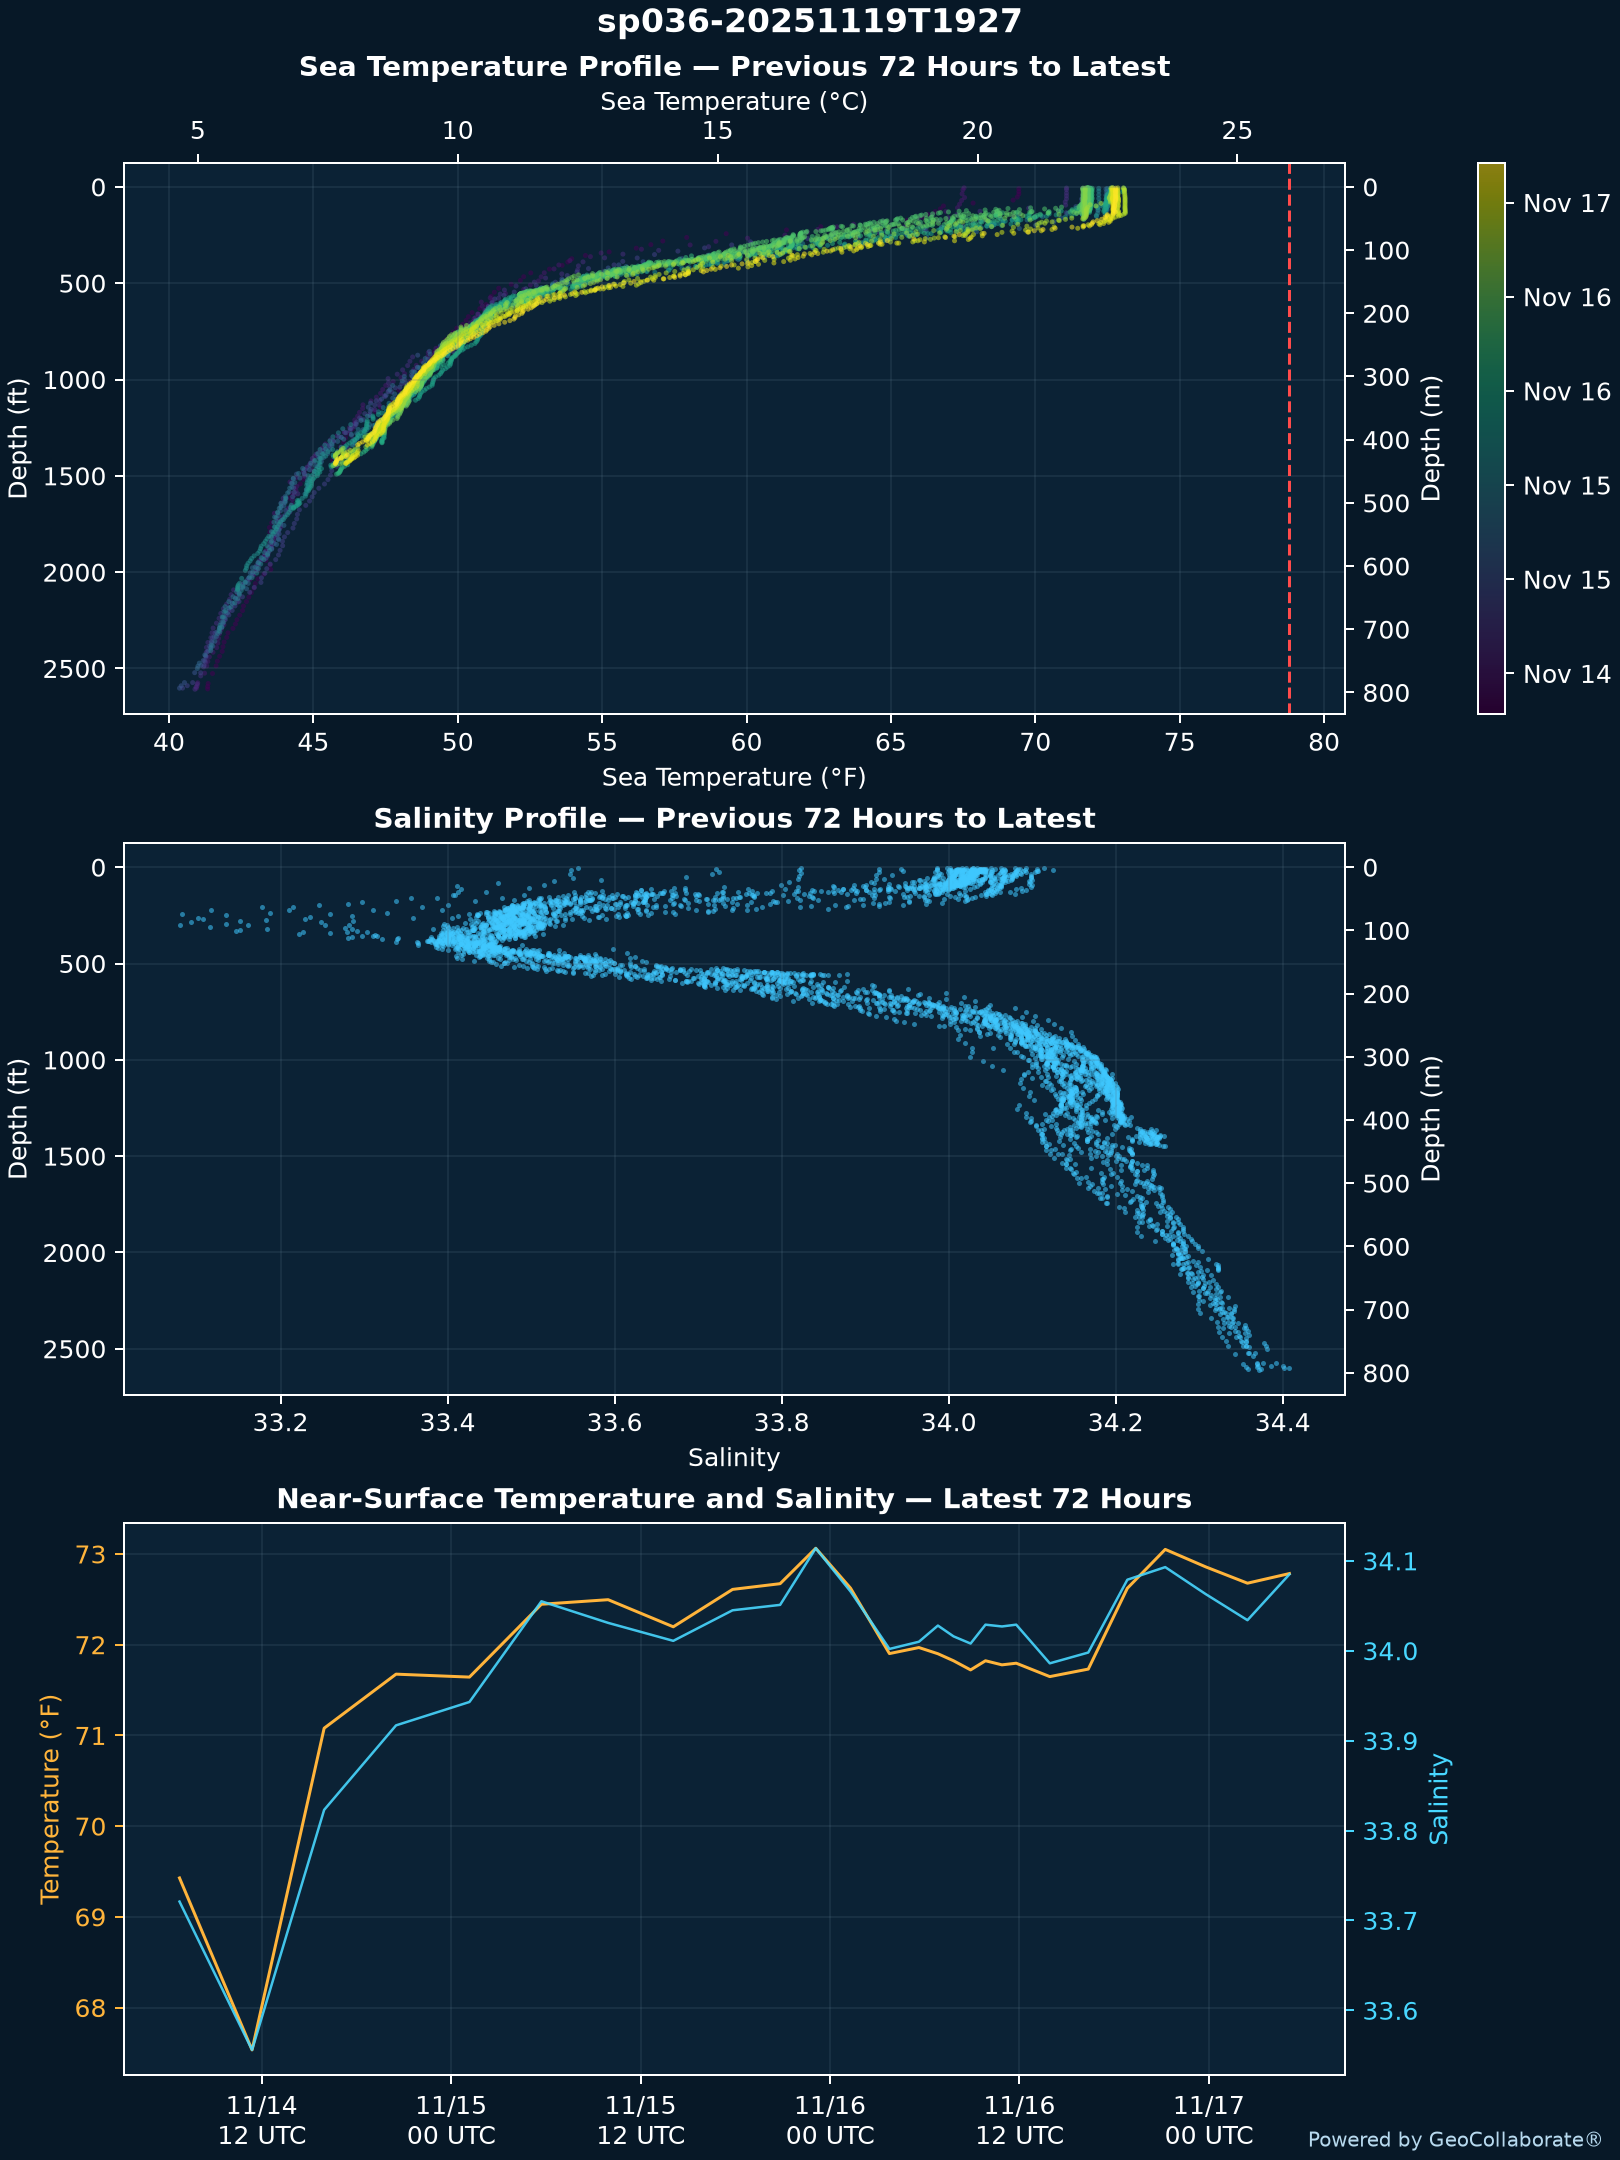 sp036-20251119T1927
Sea Temperature Profile — Previous 72 Hours to Latest
Sea Temperature (°C)
5 10 15 20 25
0 500 1000 1500 2000 2500
Depth (ft)
0 100 200 300 400 500 600 700 800
Depth (m)
Nov 17
Nov 16
Nov 16
Nov 15
Nov 15
Nov 14
40 45 50 55 60 65 70 75 80
Sea Temperature (°F)
Salinity Profile — Previous 72 Hours to Latest
0 500 1000 1500 2000 2500
Depth (ft)
0 100 200 300 400 500 600 700 800
Depth (m)
33.2 33.4 33.6 33.8 34.0 34.2 34.4
Salinity
Near-Surface Temperature and Salinity — Latest 72 Hours
73 72 71 70 69 68
Temperature (°F)
34.1 34.0 33.9 33.8 33.7 33.6
Salinity
11/14 11/15 11/15 11/16 11/16 11/17
12 UTC 00 UTC 12 UTC 00 UTC 12 UTC 00 UTC
Powered by GeoCollaborate®